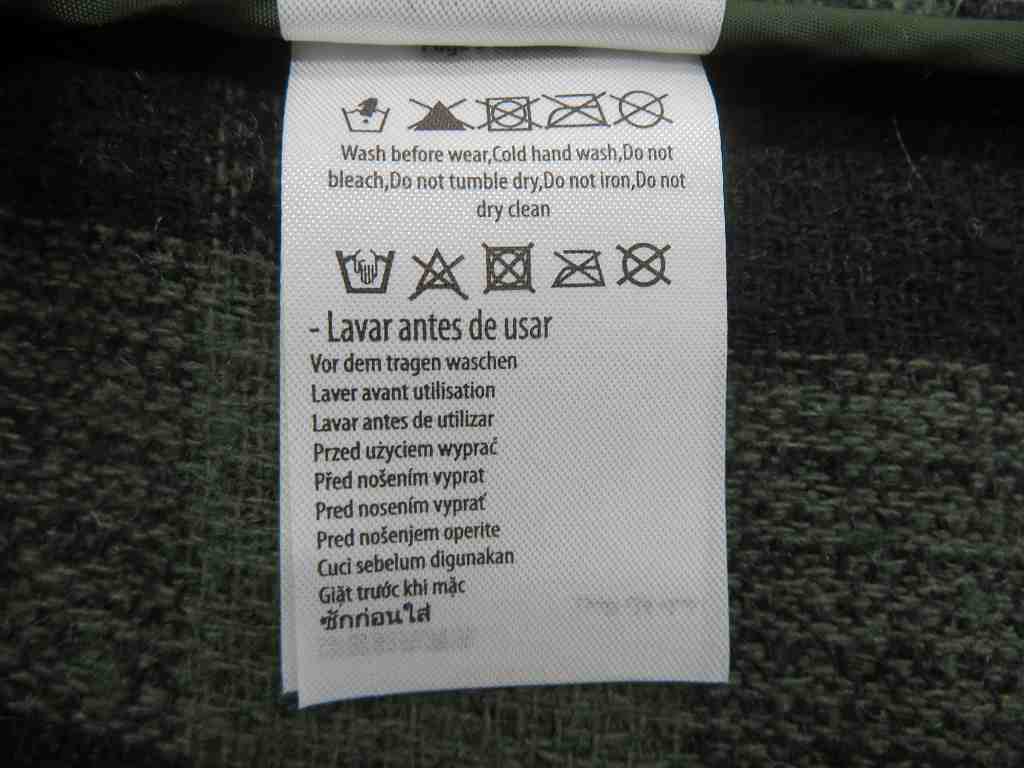 Wash before wear,Cold hand wash,Do not
bleach,Do not tumble dry,Do not iron,Do not
dry clean
- Lavar antes de usar
Vor dem tragen waschen
Laver avant utilisation
Lavar antes de utilizar
Przed użyciem wyprać
Před nošením vyprat
Pred nosením vyprať
Pred nošenjem operite
Cuci sebelum digunakan
Giặt trước khi mặc
ซักก่อนใส่